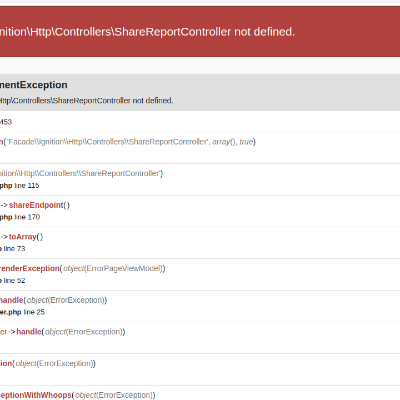 nition\Http\Controllers\ShareReportController not defined.
mentException
Http\Controllers\ShareReportController not defined.
453
n('Facade\\Ignition\\Http\\Controllers\\ShareReportController', array(), true)
nition\\Http\\Controllers\\ShareReportController')
php line 115
->shareEndpoint()
php line 170
->toArray()
line 73
renderException(object(ErrorPageViewModel))
line 52
handle(object(ErrorException))
er.php line 25
er ->handle(object(ErrorException))
ion(object(ErrorException))
eptionWithWhoops(object(ErrorException))